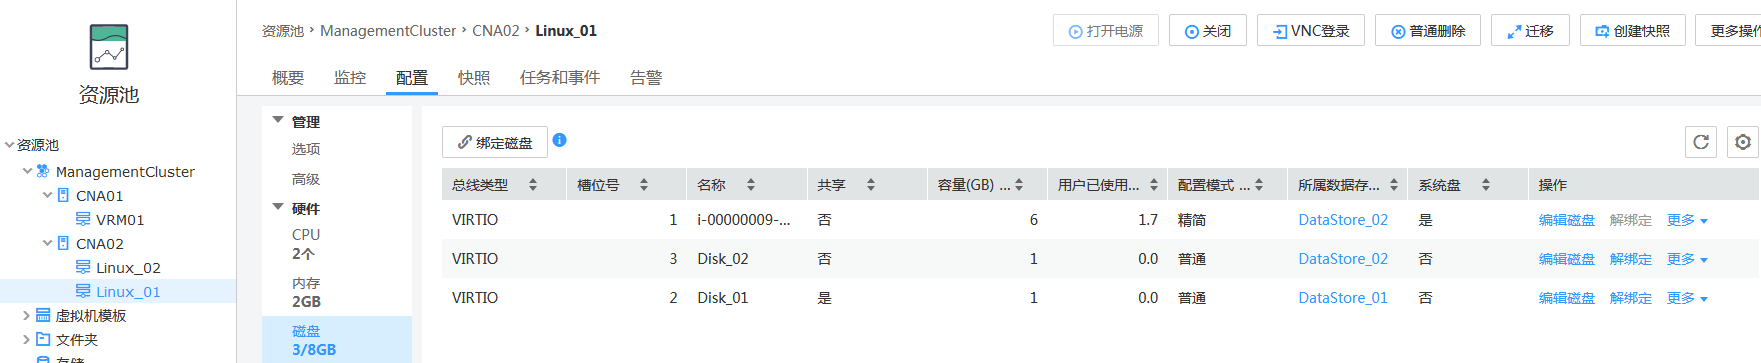 资源池
资源池
ManagementCluster
CNA01
VRM01
CNA02
Linux_02
Linux_01
虚拟机模板
文件夹
资源池 › ManagementCluster › CNA02 › Linux_01
打开电源 关闭 VNC登录 普通删除 迁移 创建快照 更多操作
概要 监控 配置 快照 任务和事件 告警
管理
选项
高级
硬件
CPU
2个
内存
2GB
磁盘
3/8GB
绑定磁盘
总线类型 槽位号 名称 共享 容量(GB) ... 用户已使用... 配置模式 ... 所属数据存... 系统盘 操作
VIRTIO 1 i-00000009-... 否 6 1.7 精简 DataStore_02 是 编辑磁盘 解绑定 更多
VIRTIO 3 Disk_02 否 1 0.0 普通 DataStore_02 否 编辑磁盘 解绑定 更多
VIRTIO 2 Disk_01 是 1 0.0 普通 DataStore_01 否 编辑磁盘 解绑定 更多